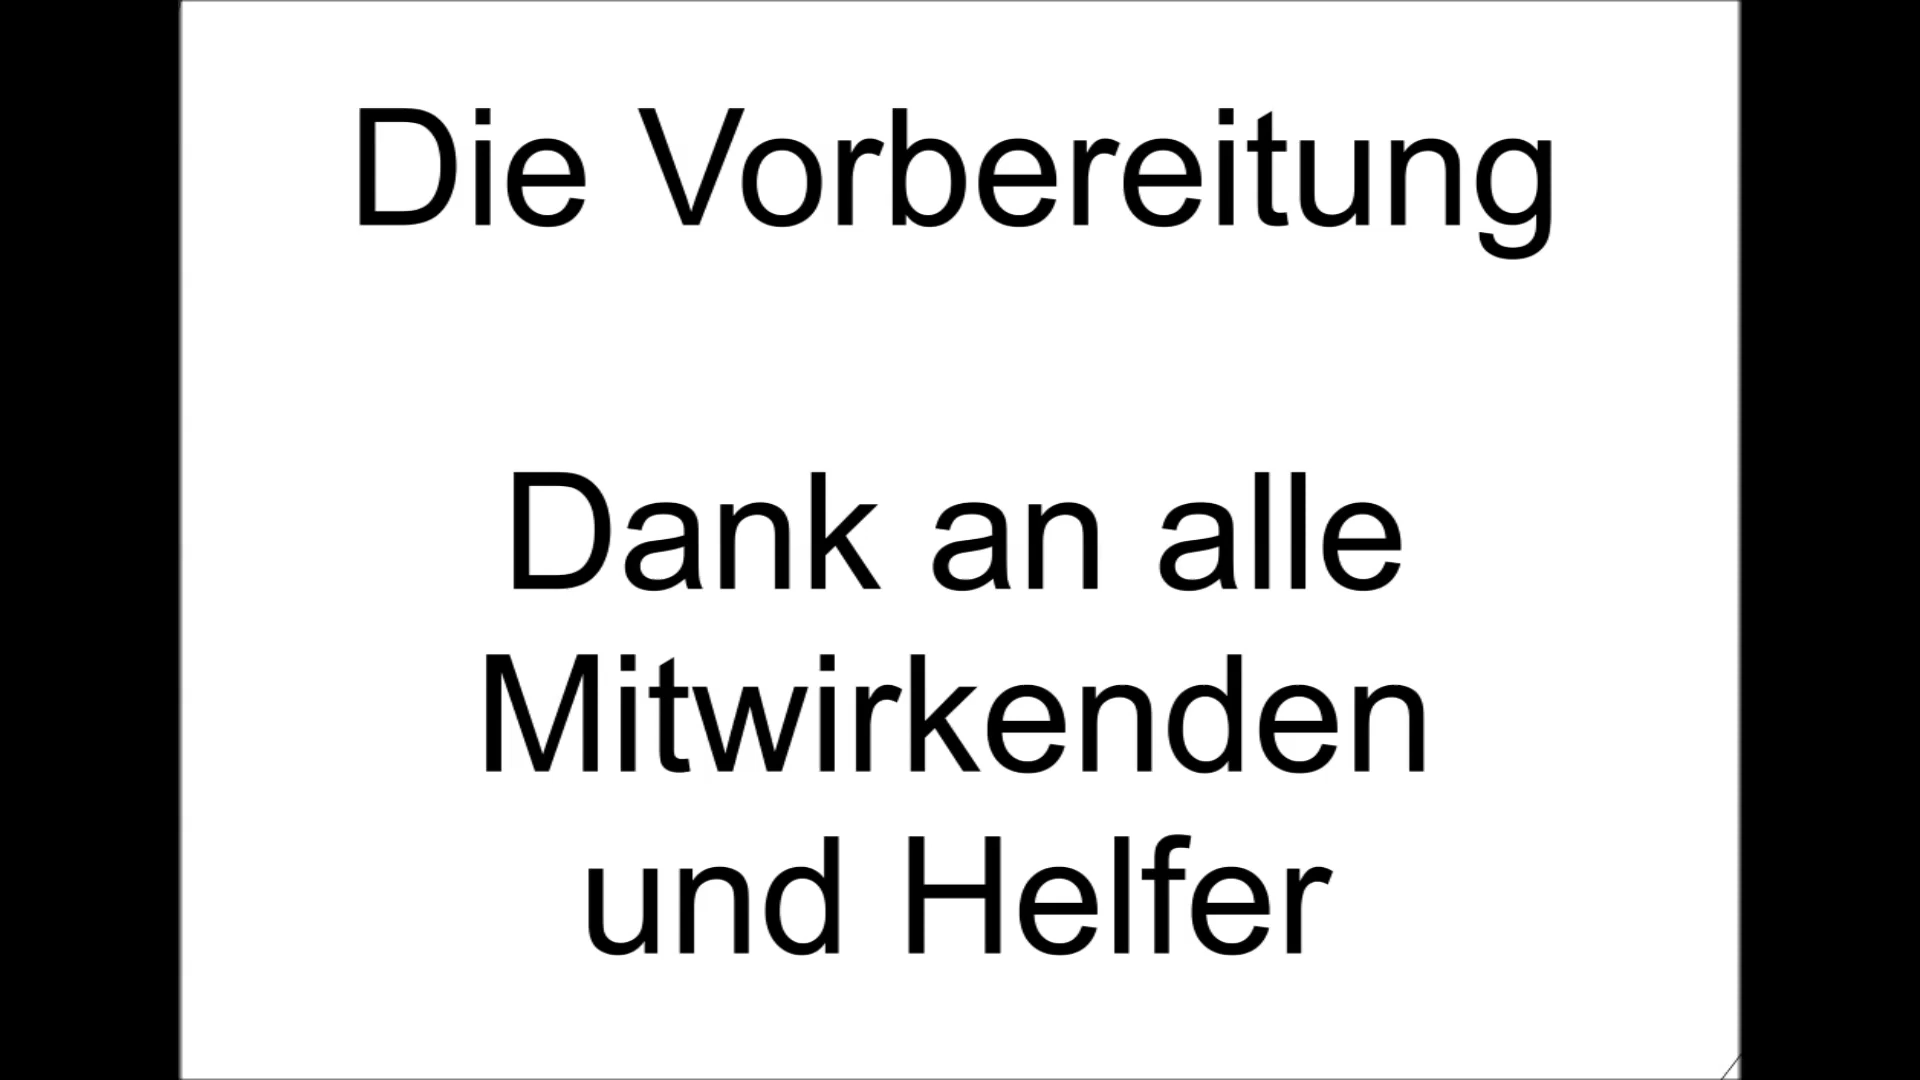 Die Vorbereitung
Dank an alle
Mitwirkenden
und Helfer